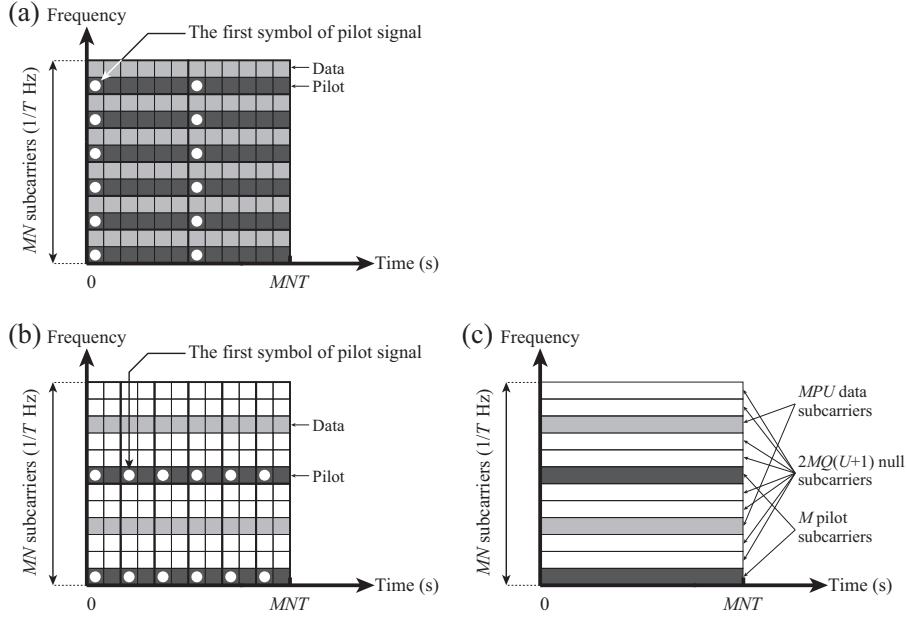 (a)
Frequency
The first symbol of pilot signal
Data
Pilot
MN subcarriers (1/T Hz)
0
MNT
Time (s)
(b)
Frequency
The first symbol of pilot signal
Data
Pilot
MN subcarriers (1/T Hz)
0
MNT
Time (s)
(c)
Frequency
MPU data
subcarriers
2MQ(U+1) null
subcarriers
M pilot
subcarriers
MN subcarriers (1/T Hz)
0
MNT
Time (s)